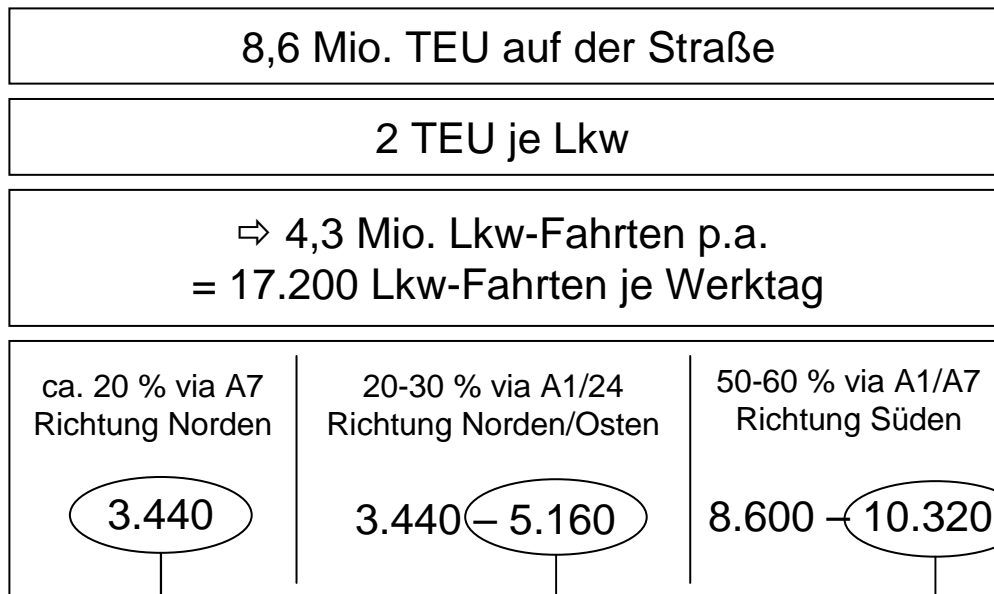 8,6 Mio. TEU auf der Straße
2 TEU je Lkw
⇨ 4,3 Mio. Lkw-Fahrten p.a.
= 17.200 Lkw-Fahrten je Werktag
ca. 20 % via A7
Richtung Norden
3.440
20-30 % via A1/24
Richtung Norden/Osten
3.440 – 5.160
50-60 % via A1/A7
Richtung Süden
8.600 – 10.320